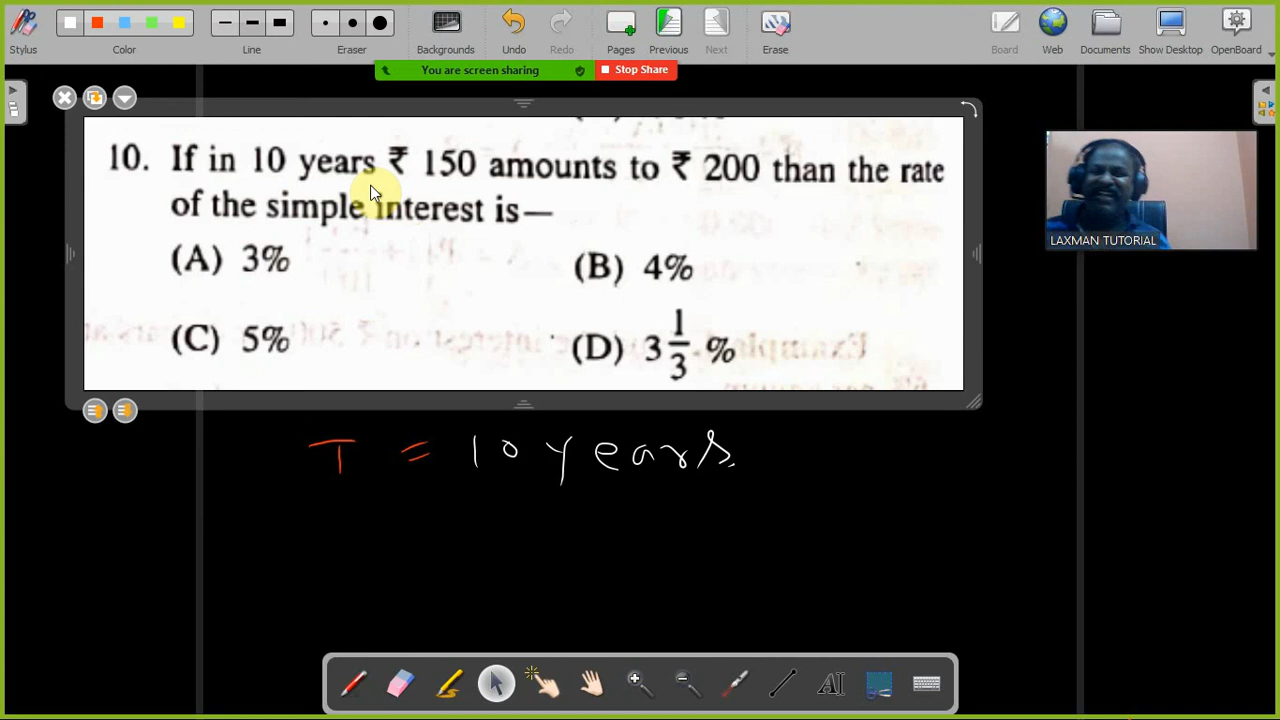 Stylus
Color
Line
Eraser
Backgrounds
Undo
Redo
Pages
Previous
Next
Erase
Board
Web
Documents
Show Desktop
OpenBoard
You are screen sharing
Stop Share
10. If in 10 years ₹ 150 amounts to ₹ 200 than the rate
of the simple interest is—
(A) 3%
(B) 4%
(C) 5%
(D) 3 1/3 %
LAXMAN TUTORIAL
T = 10 years.